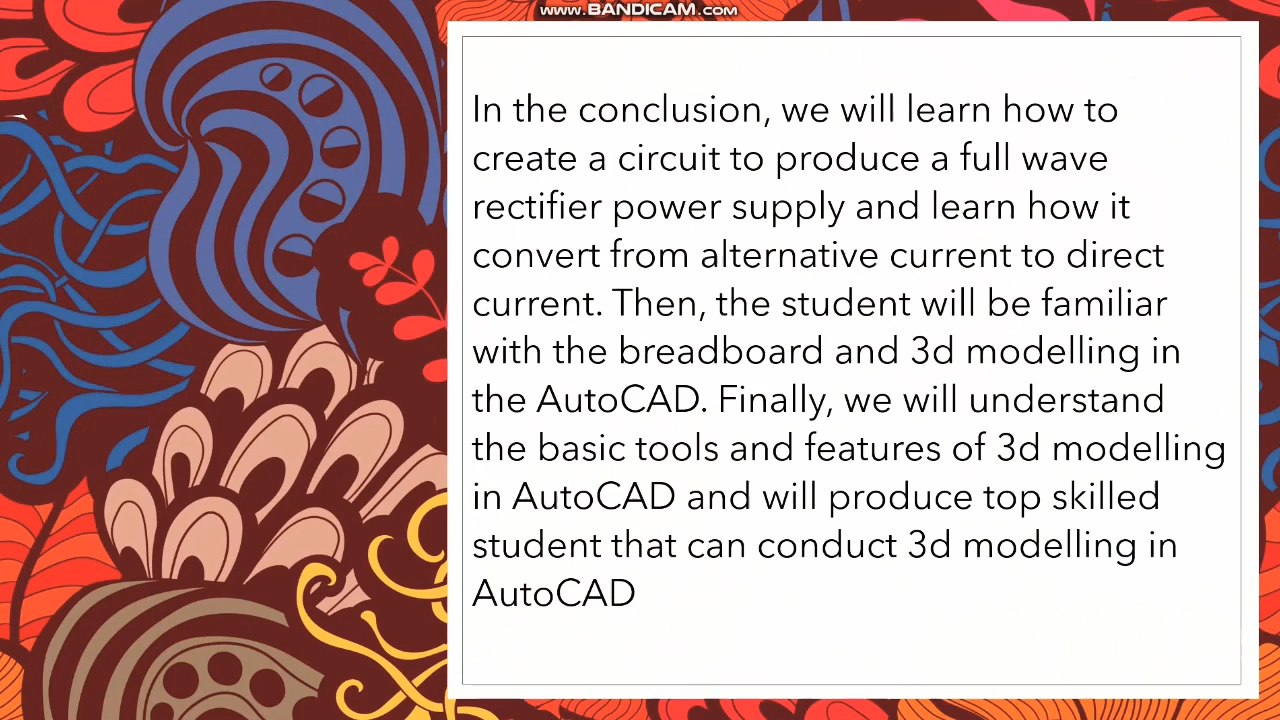 www.BANDICAM.com
In the conclusion, we will learn how to
create a circuit to produce a full wave
rectifier power supply and learn how it
convert from alternative current to direct
current. Then, the student will be familiar
with the breadboard and 3d modelling in
the AutoCAD. Finally, we will understand
the basic tools and features of 3d modelling
in AutoCAD and will produce top skilled
student that can conduct 3d modelling in
AutoCAD